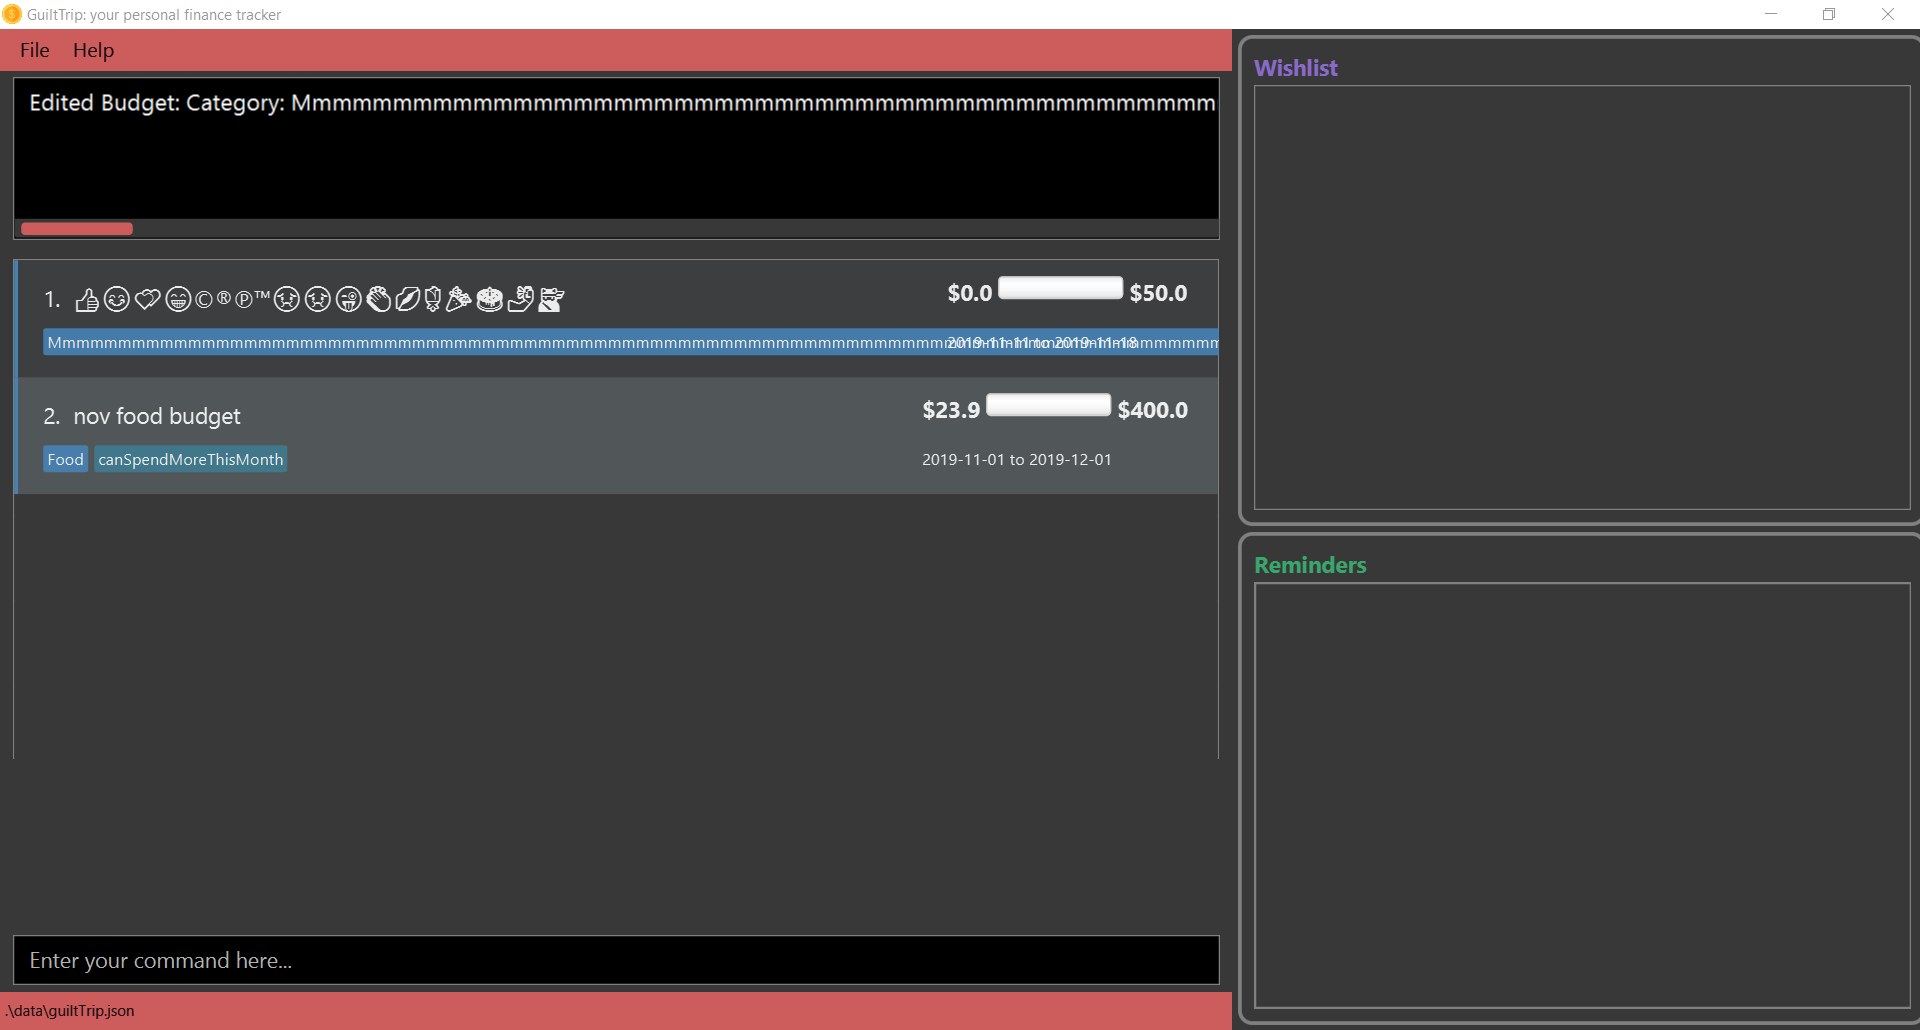 GuiltTrip: your personal finance tracker
File Help
Edited Budget: Category: Mmmmmmmmmmmmmmmmmmmmmmmmmmmmmmmmmmmmmmmmmmmmmm
1. 👍😊💕😁©®℗™😣😣😜👏
$0.0 $50.0
Mmmmmmmmmmmmmmmmmmmmmmmmmmmmmmmmmmmmmmmmmmmmmmmmmmmmmmmmmmmmmmmmmmmmmmmmmmmmmmmmmmmm
2019-11-11 to 2019-11-18
2. nov food budget
$23.9 $400.0
Food canSpendMoreThisMonth
2019-11-01 to 2019-12-01
Enter your command here...
.\data\guiltTrip.json
Wishlist
Reminders